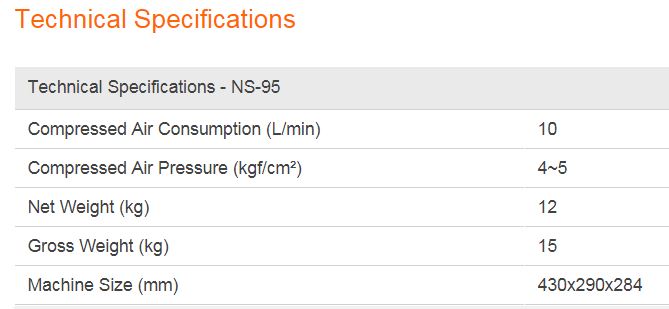 Technical Specifications
Technical Specifications - NS-95
Compressed Air Consumption (L/min) 10
Compressed Air Pressure (kgf/cm²) 4~5
Net Weight (kg) 12
Gross Weight (kg) 15
Machine Size (mm) 430x290x284